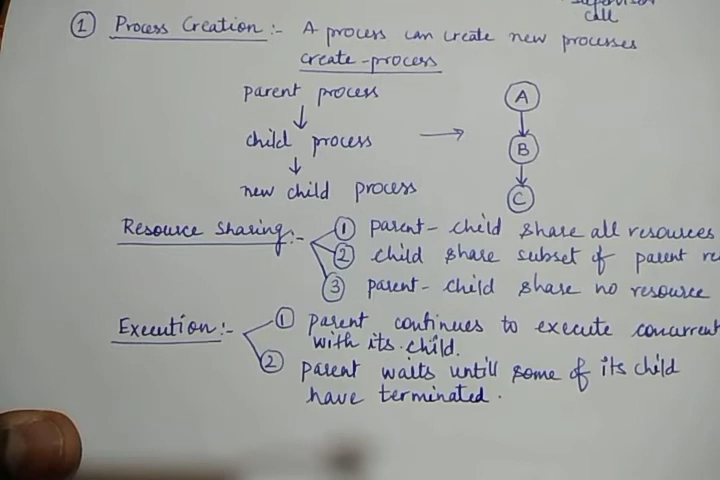 supervisor
call
① Process Creation:- A process can create new processes
create-process
parent process
child process
new child process
A
B
C
Resource Sharing:- ① parent-child share all resources
② child share subset of parent
③ parent-child share no resource
Execution:- ① parent continues to execute concurrent
with its child.
② parent waits untill some of its child
have terminated.